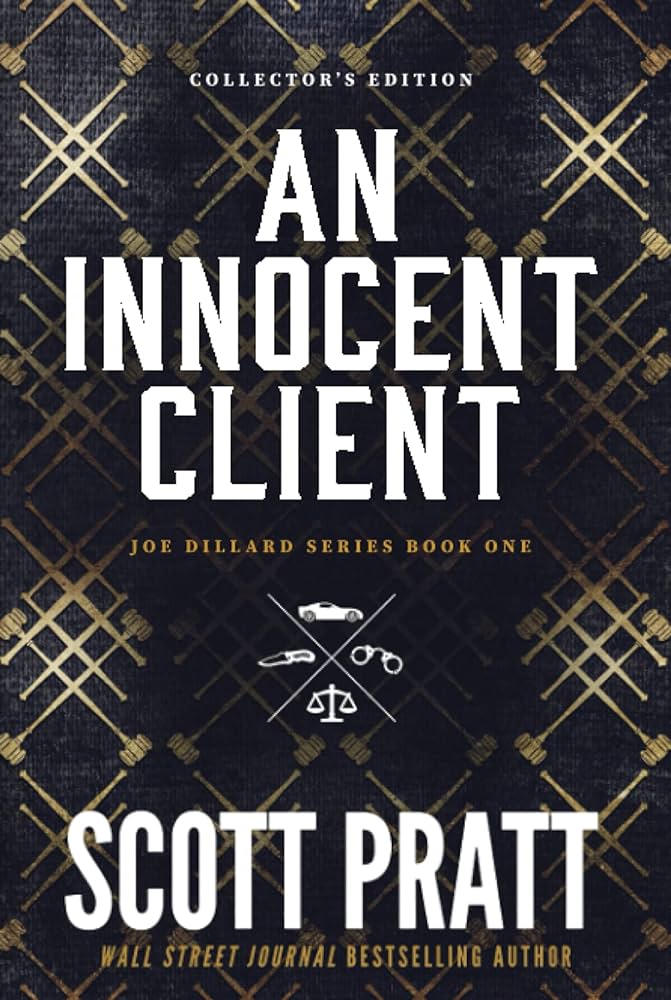 COLLECTOR'S EDITION
AN
INNOCENT
CLIENT
JOE DILLARD SERIES BOOK ONE
SCOTT PRATT
WALL STREET JOURNAL BESTSELLING AUTHOR